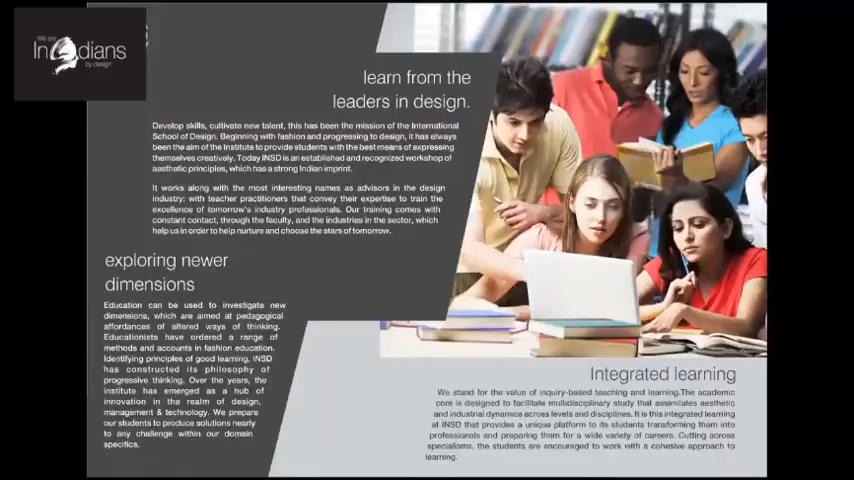 This are
In dians
by design
learn from the
leaders in design.
Develop skills, cultivate new talent, this has been the mission of the International
School of Design. Beginning with fashion and progressing to design, it has always
been the aim of the Institute to provide students with the best means of expressing
themselves creatively. Today INSD is an established and recognized workshop of
aesthetic principles, which has a strong Indian imprint.
It works along with the most interesting names as advisors in the design
industry; with teacher practitioners that convey their expertise to train the
excellence of tomorrow's industry professionals. Our training comes with
constant contact, through the faculty, and the industries in the sector, which
help us in order to help nurture and choose the stars of tomorrow.
exploring newer
dimensions
Education can be used to investigate new
dimensions, which are aimed at pedagogical
affordances of altered ways of thinking.
Educationists have ordered a range of
methods and accounts in fashion education.
Identifying principles of good learning, INSD
has constructed its philosophy of
progressive thinking. Over the years, the
institute has emerged as a hub of
innovation in the realm of design,
management & technology. We prepare
our students to produce solutions nearly
to any challenge within our domain
specifics.
Integrated learning
We stand for the value of inquiry-based teaching and learning.The academic
core is designed to facilitate multidisciplinary study that assimilates aesthetic
and industrial dynamics across levels and disciplines. It is this integrated learning
at INSD that provides a unique platform to its students transforming them into
professionals and preparing them for a wide variety of careers. Cutting across
specialisms, the students are encouraged to work with a cohesive approach to
learning.